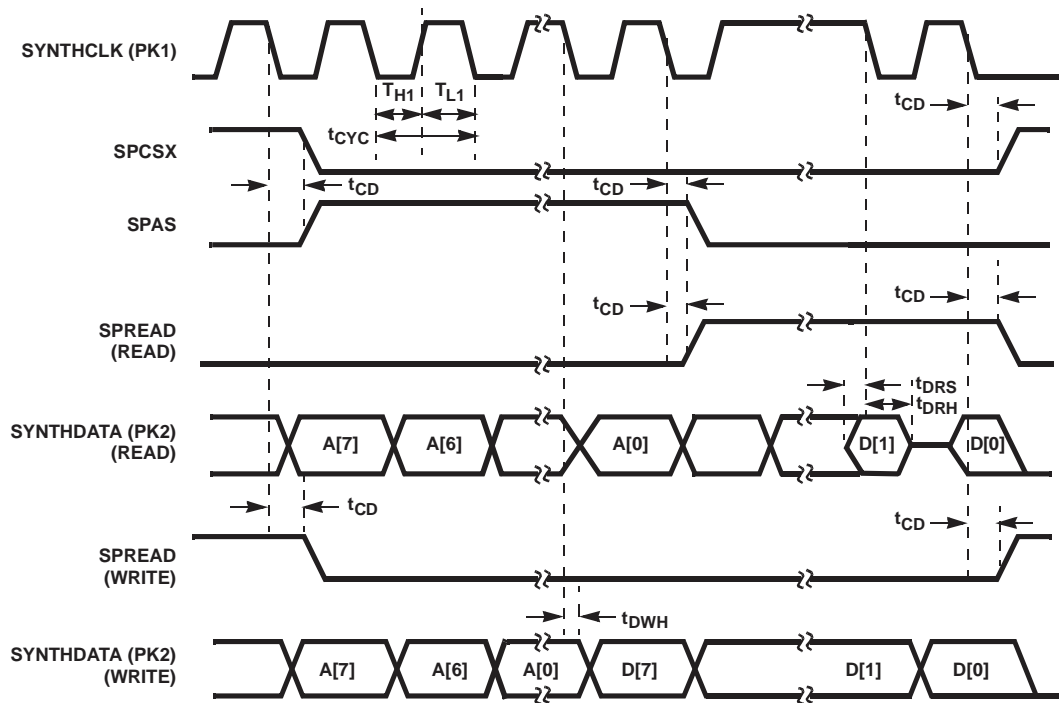 SYNTHCLK (PK1)
TH1
TL1
tCYC
tCD
SPCSX
tCD
tCD
SPAS
tCD
tCD
SPREAD
(READ)
tDRS
tDRH
SYNTHDATA (PK2)
(READ)
A[7]
A[6]
A[0]
D[1]
D[0]
tCD
tCD
SPREAD
(WRITE)
tDWH
SYNTHDATA (PK2)
(WRITE)
A[7]
A[6]
A[0]
D[7]
D[1]
D[0]